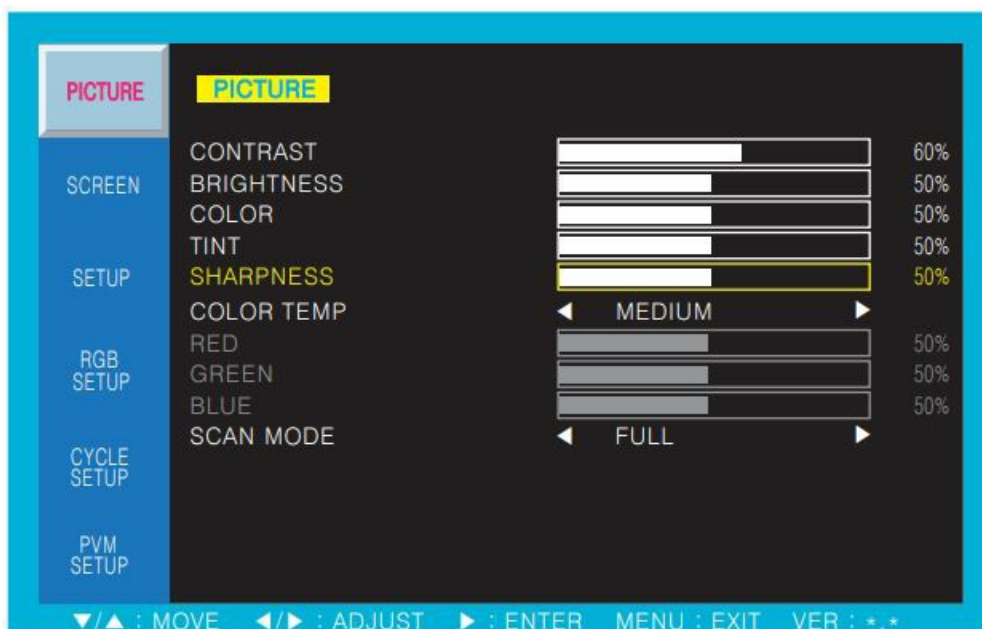 PICTURE
SCREEN
SETUP
RGB
SETUP
CYCLE
SETUP
PVM
SETUP
PICTURE
CONTRAST 60%
BRIGHTNESS 50%
COLOR 50%
TINT 50%
SHARPNESS 50%
COLOR TEMP ◀ MEDIUM ▶
RED 50%
GREEN 50%
BLUE 50%
SCAN MODE ◀ FULL ▶
▼/▲ : MOVE ◀/▶ : ADJUST ▶ : ENTER MENU : EXIT VER : *.*